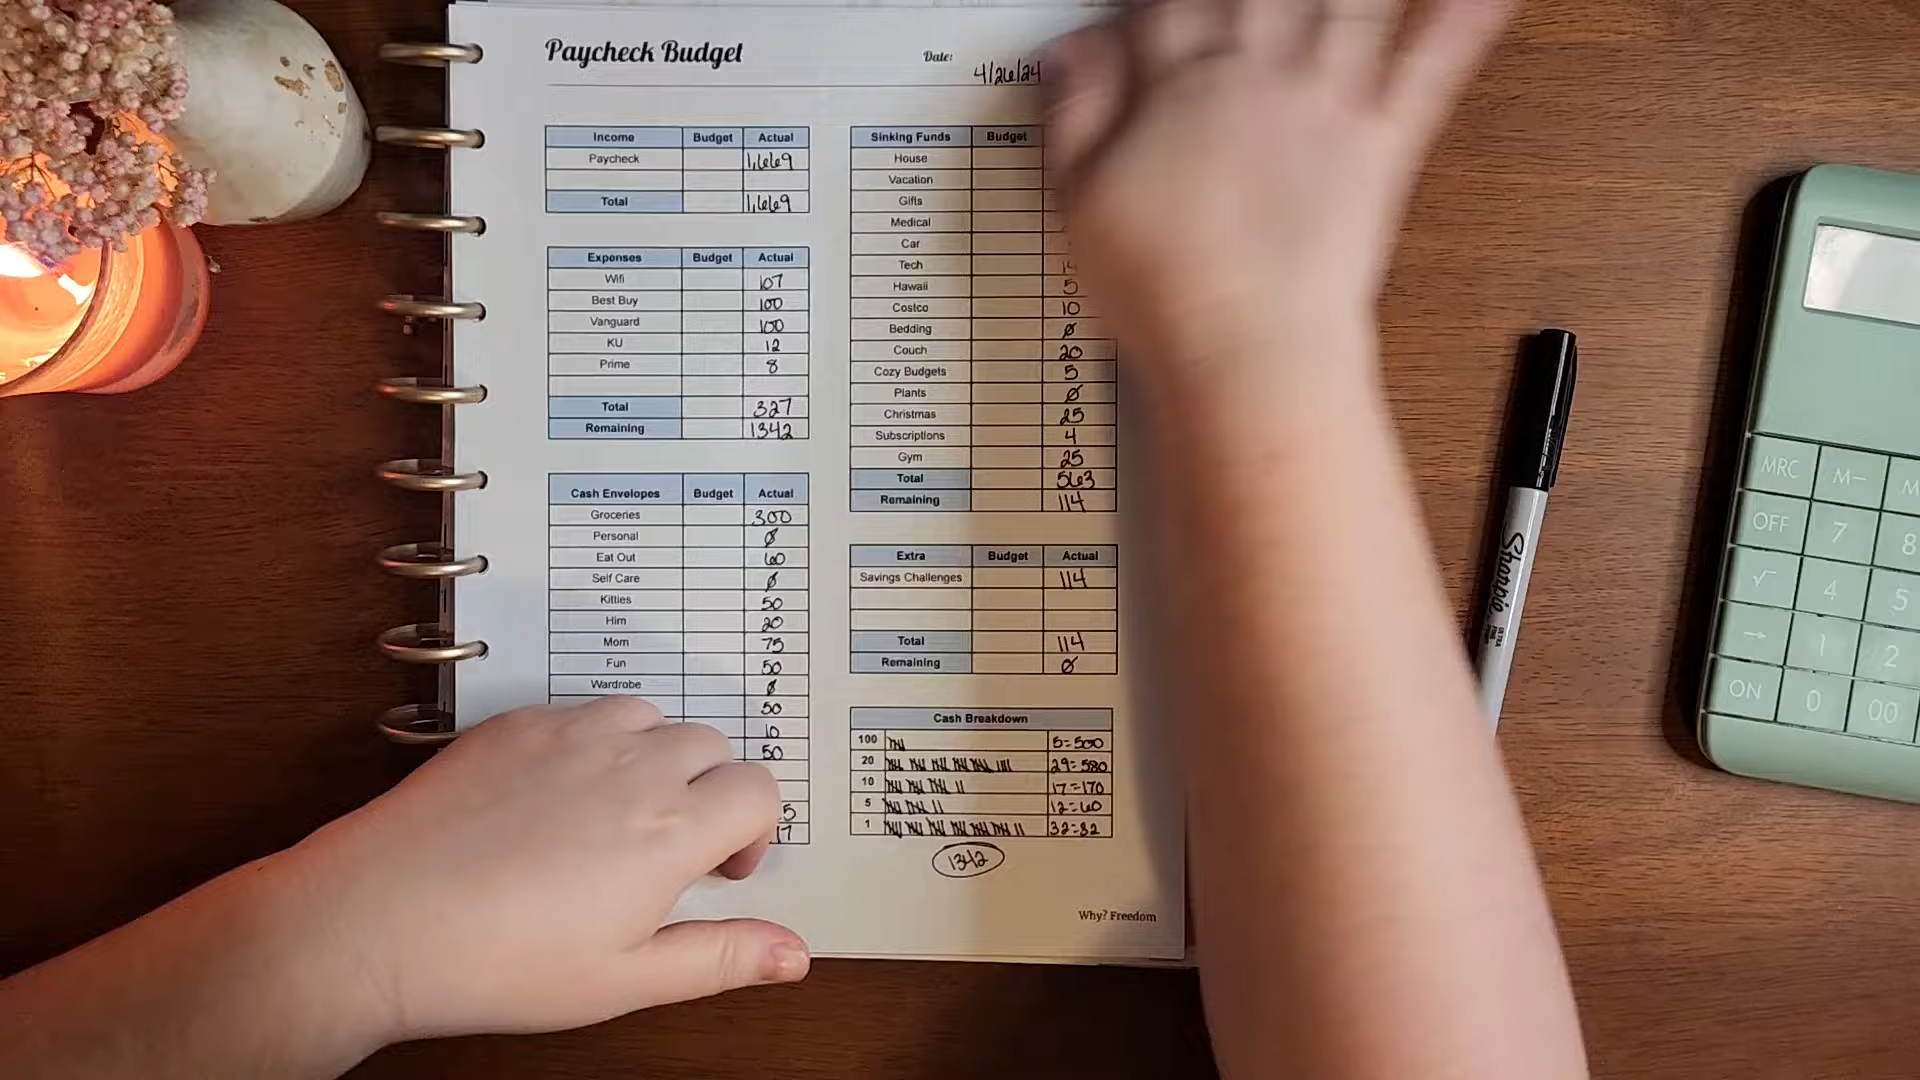 Paycheck Budget
Date: 4/26/24
Income Budget Actual
Paycheck 1,669
Total 1,669
Expenses Budget Actual
Wifi 107
Best Buy 100
Vanguard 100
KU 12
Prime 8
Total 327
Remaining 1342
Cash Envelopes Budget Actual
Groceries 300
Personal Ø
Eat Out 60
Self Care Ø
Kitties 50
Him 20
Mom 75
Fun 50
Wardrobe Ø
50
10
50
5
17
Sinking Funds Budget
House
Vacation
Gifts
Medical
Car
Tech
Hawaii 5
Costco 10
Bedding Ø
Couch 20
Cozy Budgets 5
Plants Ø
Christmas 25
Subscriptions 4
Gym 25
Total 563
Remaining 114
Extra Budget Actual
Savings Challenges 114
Total 114
Remaining Ø
Cash Breakdown
100 5=500
20 29=580
10 17=170
5 12=60
1 32=32
1342
Why? Freedom
Sharpie
MRC M− M
OFF 7 8
√ 4 5
→ 1 2
ON 0 00